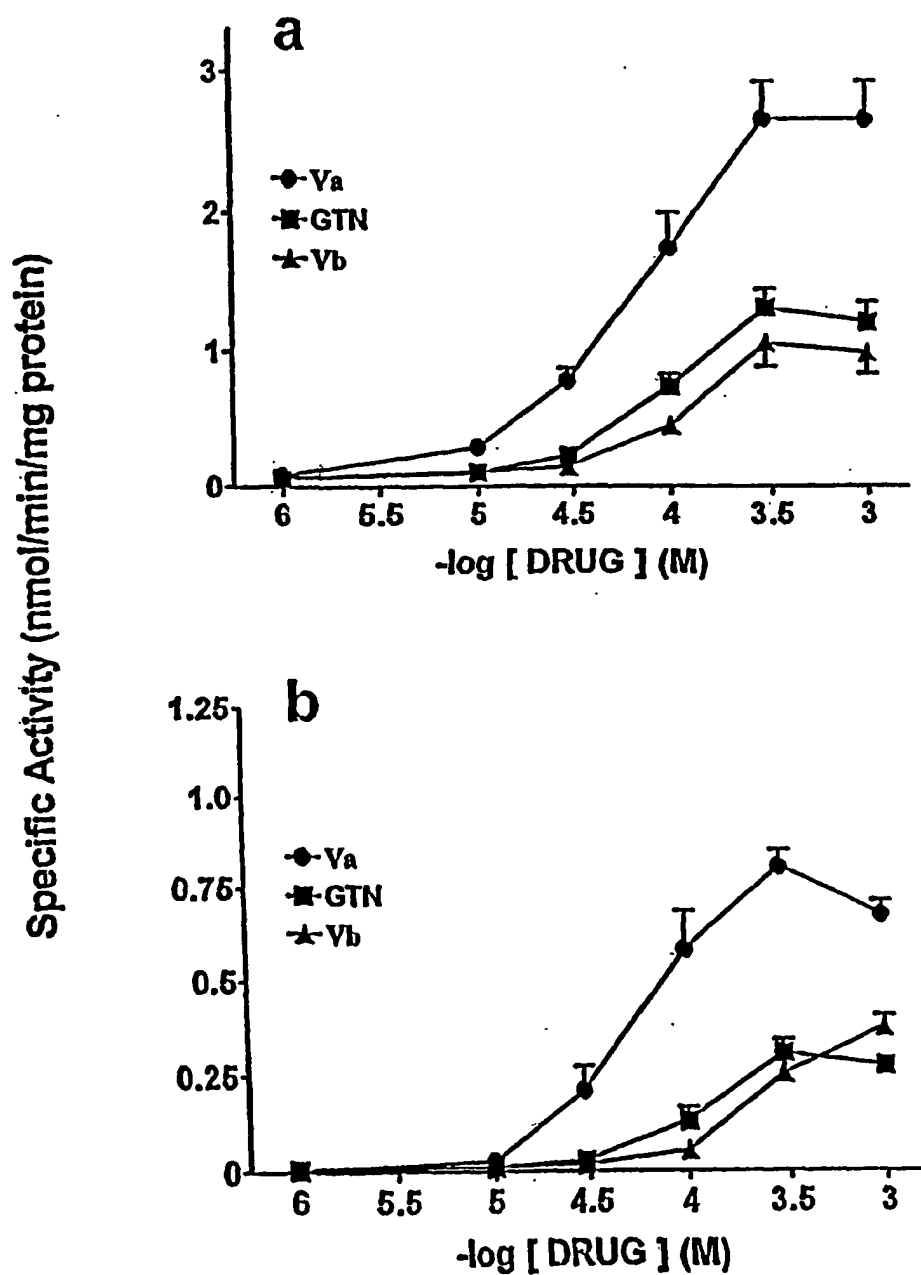 Specific Activity (nmol/min/mg protein)
a
3
2
1
0
Va
GTN
Vb
6 5.5 5 4.5 4 3.5 3
-log [ DRUG ] (M)
b
1.25
1.0
0.75
0.5
0.25
0
Va
GTN
Vb
6 5.5 5 4.5 4 3.5 3
-log [ DRUG ] (M)